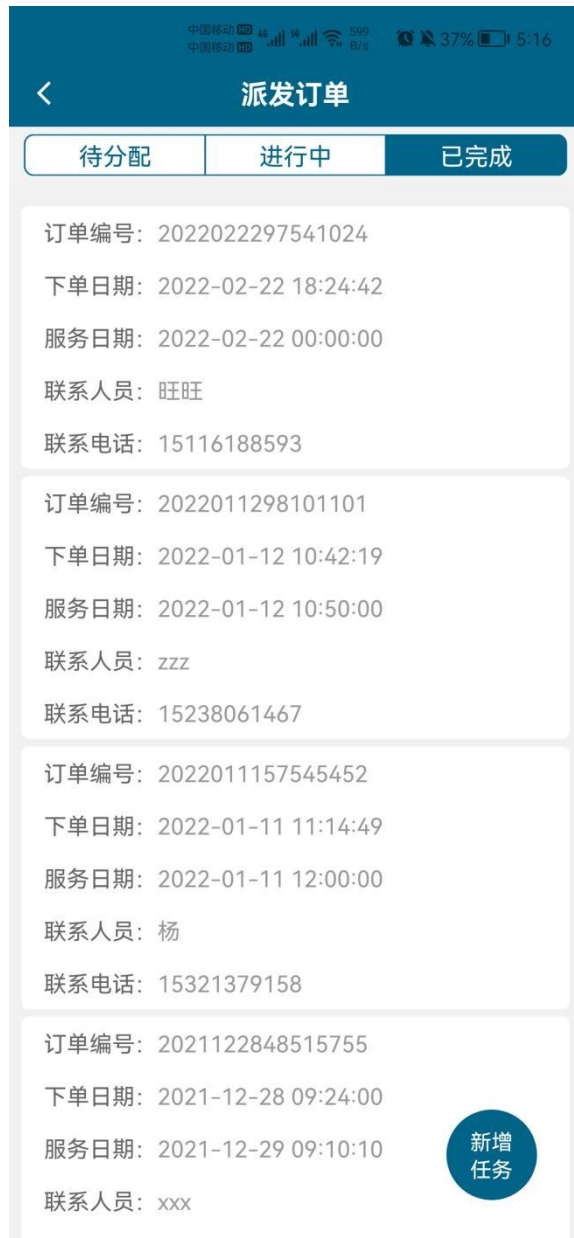 中国移动 HD 4G 5G 599 B/s 37% 5:16
中国移动 HD
派发订单
待分配 进行中 已完成
订单编号: 2022022297541024
下单日期: 2022-02-22 18:24:42
服务日期: 2022-02-22 00:00:00
联系人员: 旺旺
联系电话: 15116188593
订单编号: 2022011298101101
下单日期: 2022-01-12 10:42:19
服务日期: 2022-01-12 10:50:00
联系人员: zzz
联系电话: 15238061467
订单编号: 2022011157545452
下单日期: 2022-01-11 11:14:49
服务日期: 2022-01-11 12:00:00
联系人员: 杨
联系电话: 15321379158
订单编号: 2021122848515755
下单日期: 2021-12-28 09:24:00
服务日期: 2021-12-29 09:10:10
联系人员: xxx
新增
任务